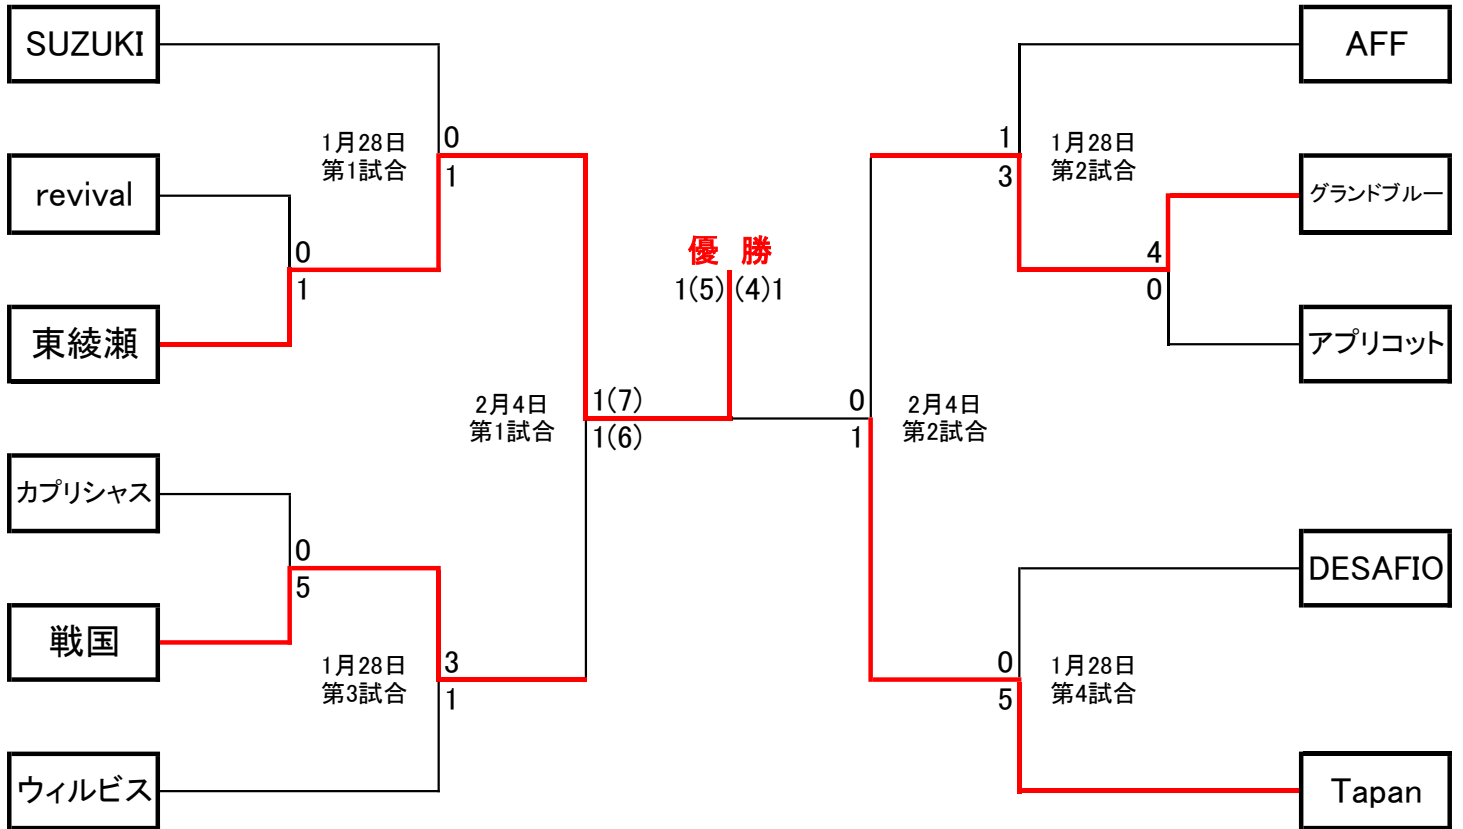 SUZUKI
AFF
1月28日
第1試合
0
1
1
3
1月28日
第2試合
revival
グランドブルー
0
1
優 勝
1(5)
(4)1
4
0
東綾瀬
アプリコット
2月4日
第1試合
1(7)
1(6)
0
1
2月4日
第2試合
カプリシャス
0
5
DESAFIO
戦国
1月28日
第3試合
3
1
0
5
1月28日
第4試合
ウィルビス
Tapan